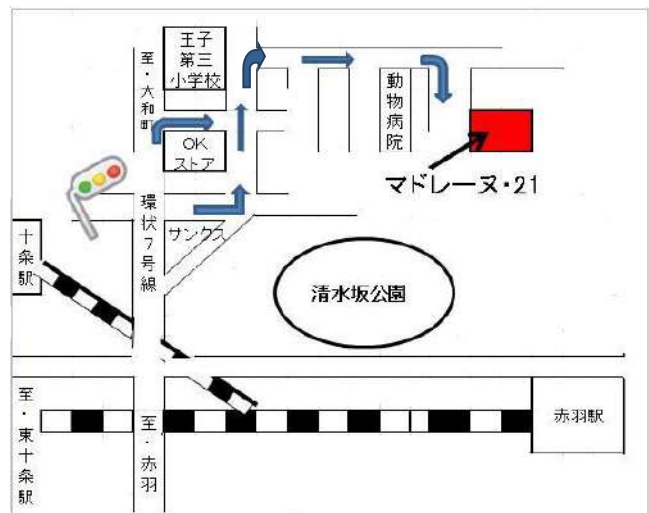 王子
第三
小学校
至・大和町
OK
ストア
動物病院
マドレーヌ・21
環状7号線
サンクス
十条駅
清水坂公園
至・東十条駅
至・赤羽
赤羽駅